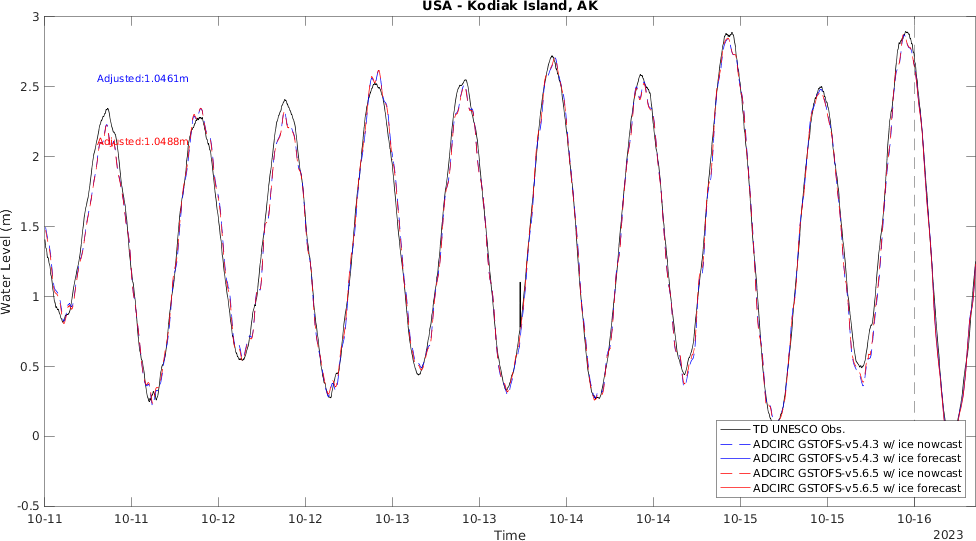 USA - Kodiak Island, AK
3
2.5
2
1.5
1
0.5
0
-0.5
Water Level (m)
Adjusted:1.0461m
Adjusted:1.0488m
TD UNESCO Obs.
ADCIRC GSTOFS-v5.4.3 w/ ice nowcast
ADCIRC GSTOFS-v5.4.3 w/ ice forecast
ADCIRC GSTOFS-v5.6.5 w/ ice nowcast
ADCIRC GSTOFS-v5.6.5 w/ ice forecast
10-11 10-11 10-12 10-12 10-13 10-13 10-14 10-14 10-15 10-15 10-16
Time
2023